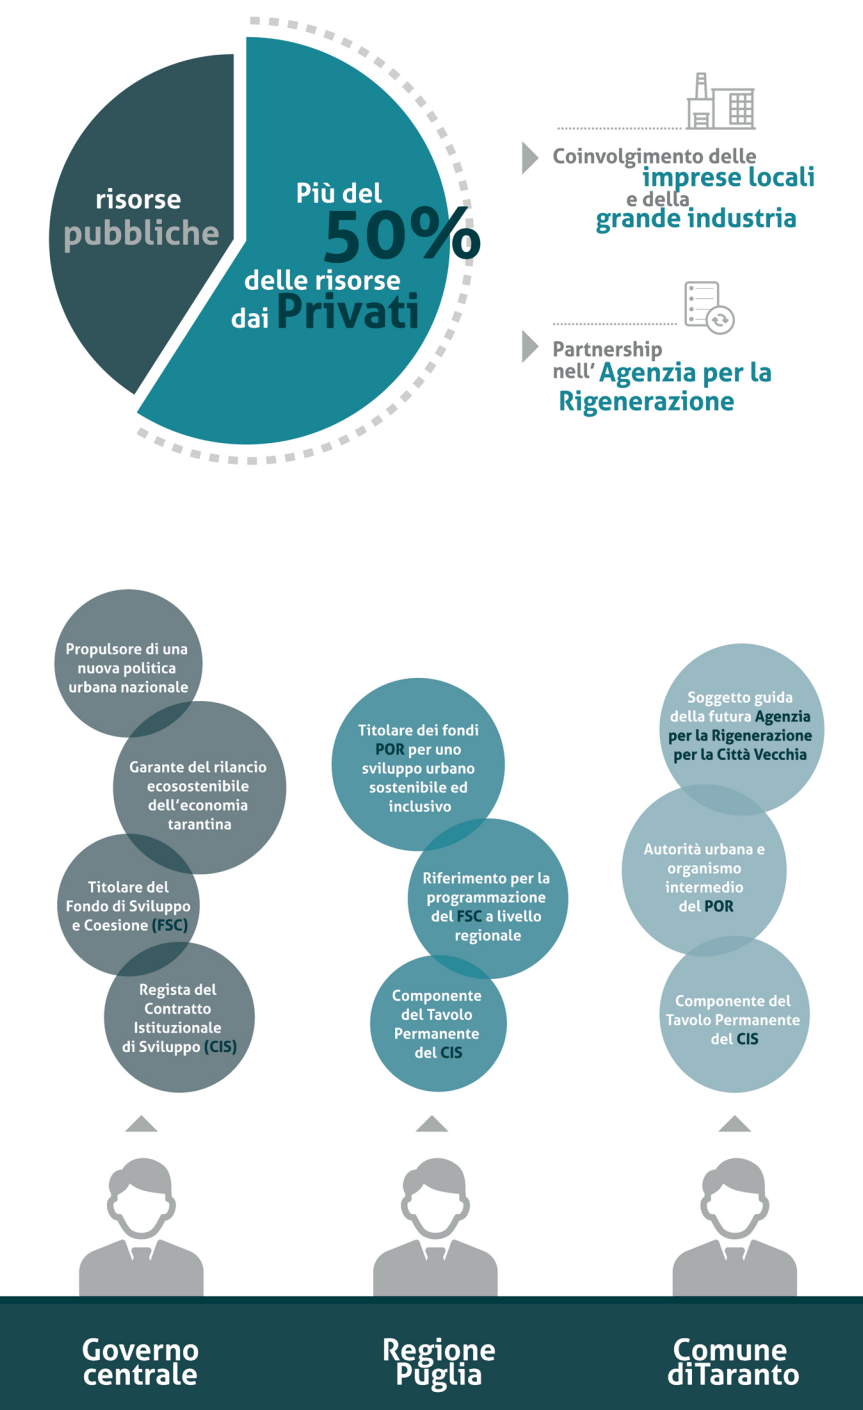 risorse
pubbliche
Più del
50%
delle risorse
dai Privati
Coinvolgimento delle
imprese locali
e della
grande industria
Partnership
nell' Agenzia per la
Rigenerazione
Propulsore di una
nuova politica
urbana nazionale
Garante del rilancio
ecosostenibile
dell'economia
tarantina
Titolare del
Fondo di Sviluppo
e Coesione (FSC)
Regista del
Contratto
Istituzionale
di Sviluppo (CIS)
Titolare dei fondi
POR per uno
sviluppo urbano
sostenibile ed
inclusivo
Riferimento per la
programmazione
del FSC a livello
regionale
Componente
del Tavolo
Permanente
del CIS
Soggetto guida
della futura Agenzia
per la Rigenerazione
per la Città Vecchia
Autorità urbana e
organismo
intermedio
del POR
Componente del
Tavolo Permanente
del CIS
Governo
centrale
Regione
Puglia
Comune
diTaranto